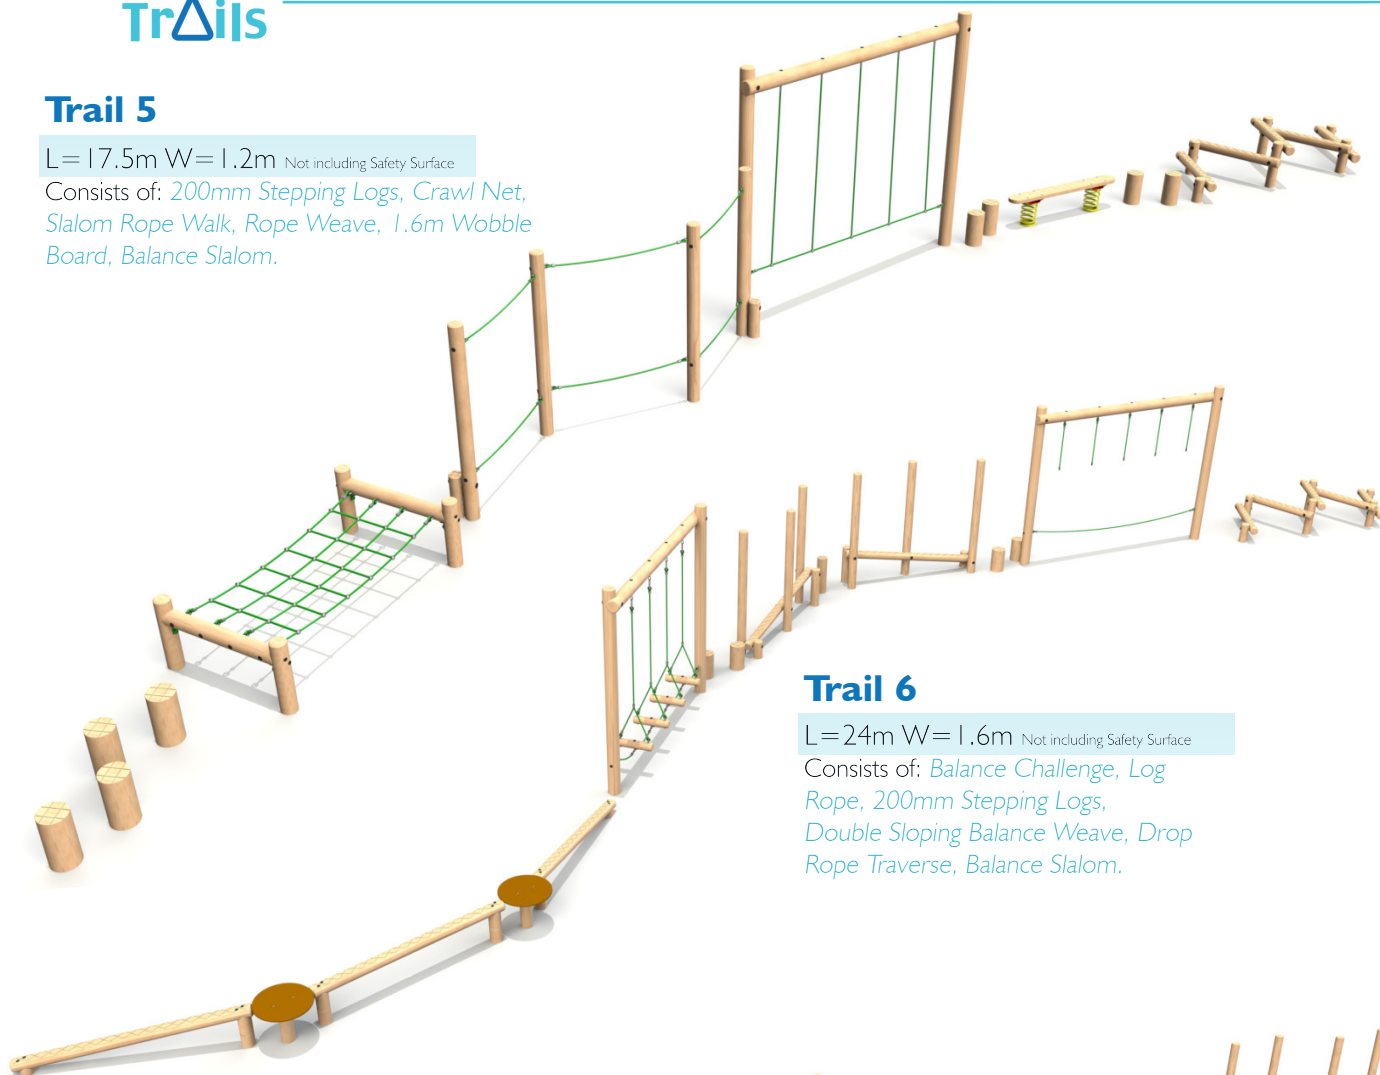 Trails
Trail 5
L=17.5m W=1.2m Not including Safety Surface
Consists of: 200mm Stepping Logs, Crawl Net,
Slalom Rope Walk, Rope Weave, 1.6m Wobble
Board, Balance Slalom.
Trail 6
L=24m W=1.6m Not including Safety Surface
Consists of: Balance Challenge, Log
Rope, 200mm Stepping Logs,
Double Sloping Balance Weave, Drop
Rope Traverse, Balance Slalom.